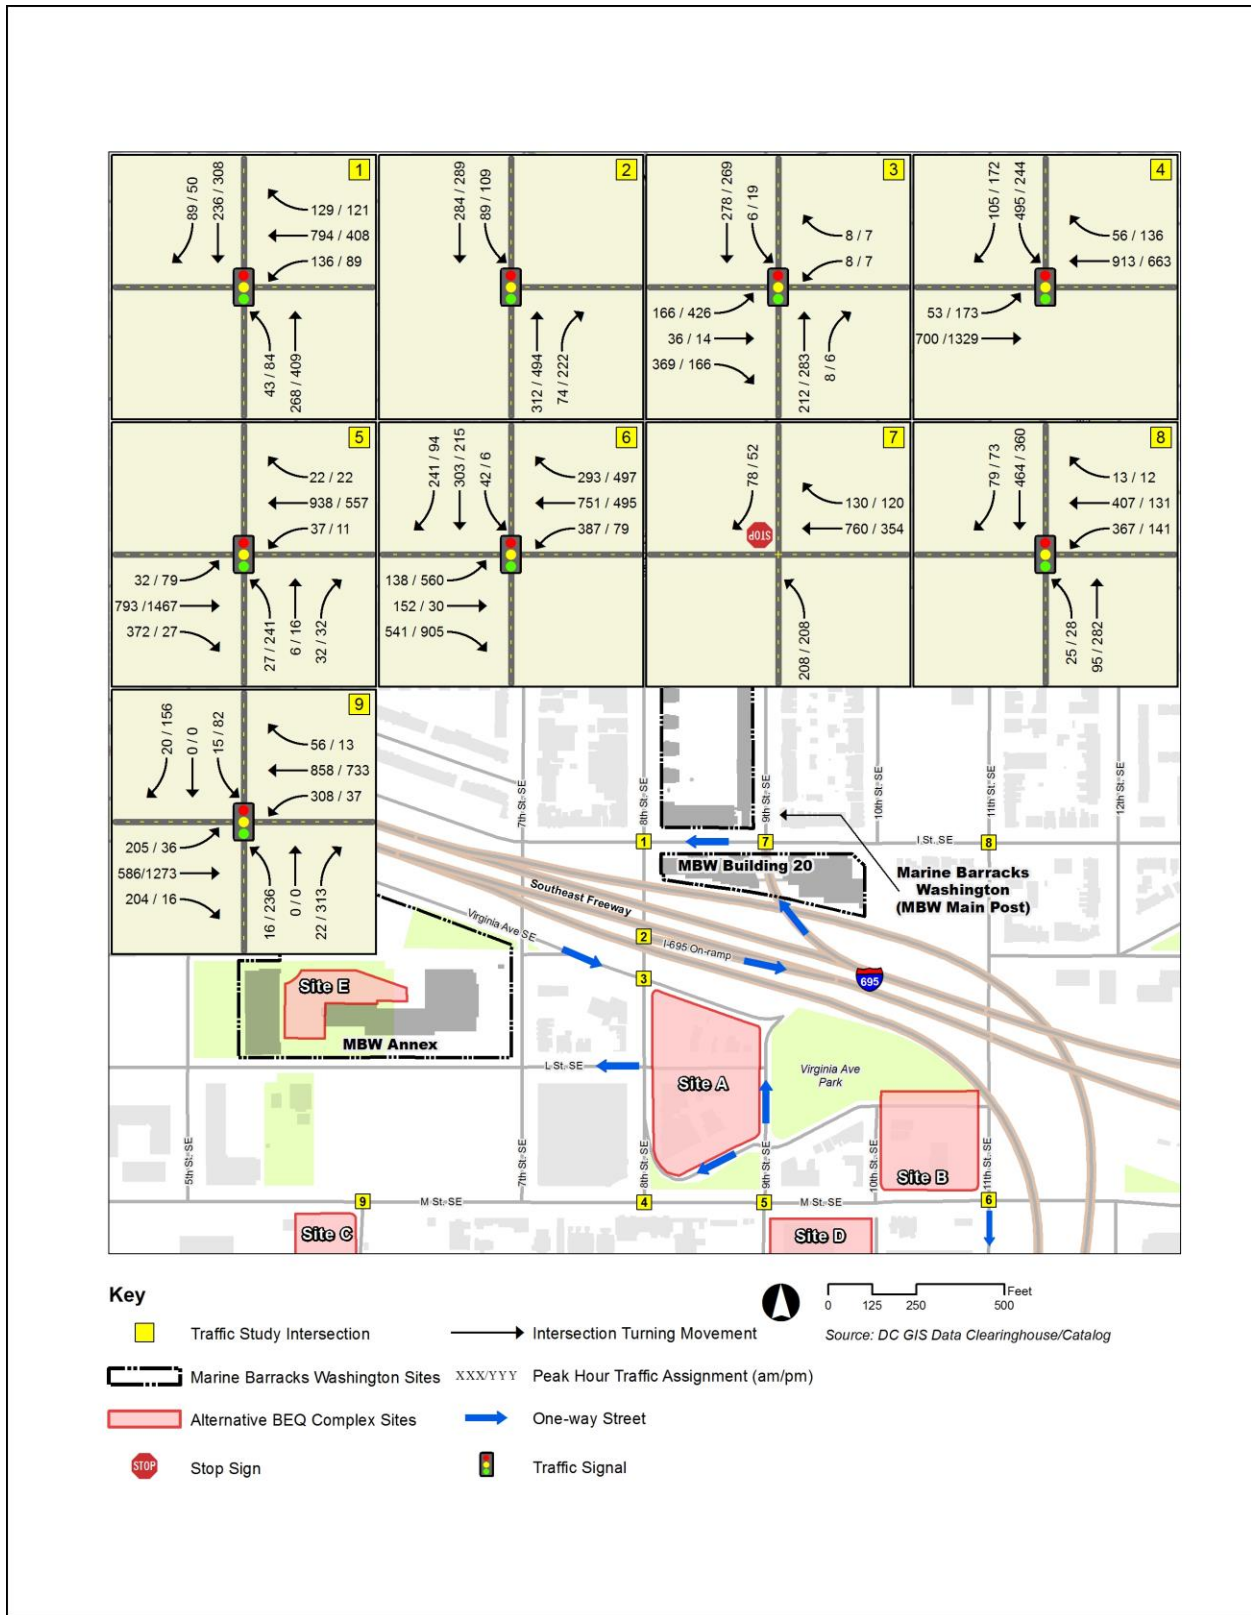 1
89 / 50
236 / 308
129 / 121
794 / 408
136 / 89
43 / 84
268 / 409
2
284 / 289
89 / 109
312 / 494
74 / 222
3
278 / 269
6 / 19
8 / 7
8 / 7
166 / 426
36 / 14
369 / 166
212 / 283
8 / 6
4
105 / 172
495 / 244
56 / 136
913 / 663
53 / 173
700 /1329
5
22 / 22
938 / 557
37 / 11
32 / 79
793 /1467
372 / 27
27 / 241
6 / 16
32 / 32
6
241 / 94
303 / 215
42 / 6
293 / 497
751 / 495
387 / 79
138 / 560
152 / 30
541 / 905
7
78 / 52
STOP
130 / 120
760 / 354
208 / 208
8
79 / 73
464 / 360
13 / 12
407 / 131
367 / 141
25 / 28
95 / 282
9
20 / 156
0 / 0
15 / 82
56 / 13
858 / 733
308 / 37
205 / 36
586/1273
204 / 16
16 / 236
0 / 0
22 / 313
7th St. SE
8th St. SE
9th St. SE
10th St. SE
11th St. SE
12th St. SE
1
7
I St. SE
8
MBW Building 20
Marine Barracks
Washington
(MBW Main Post)
Southeast Freeway
Virginia Ave SE
2
I-695 On-ramp
3
695
Site E
MBW Annex
L St. SE
Site A
Virginia Ave
Park
5th St. SE
7th St. SE
8th St. SE
9th St. SE
10th St. SE
11th St. SE
Site B
9
M St. SE
4
5
M St. SE
6
Site C
Site D
Key
Feet
0 125 250 500
Source: DC GIS Data Clearinghouse/Catalog
Traffic Study Intersection
Intersection Turning Movement
Marine Barracks Washington Sites
XXX/YYY Peak Hour Traffic Assignment (am/pm)
Alternative BEQ Complex Sites
One-way Street
STOP Stop Sign
Traffic Signal